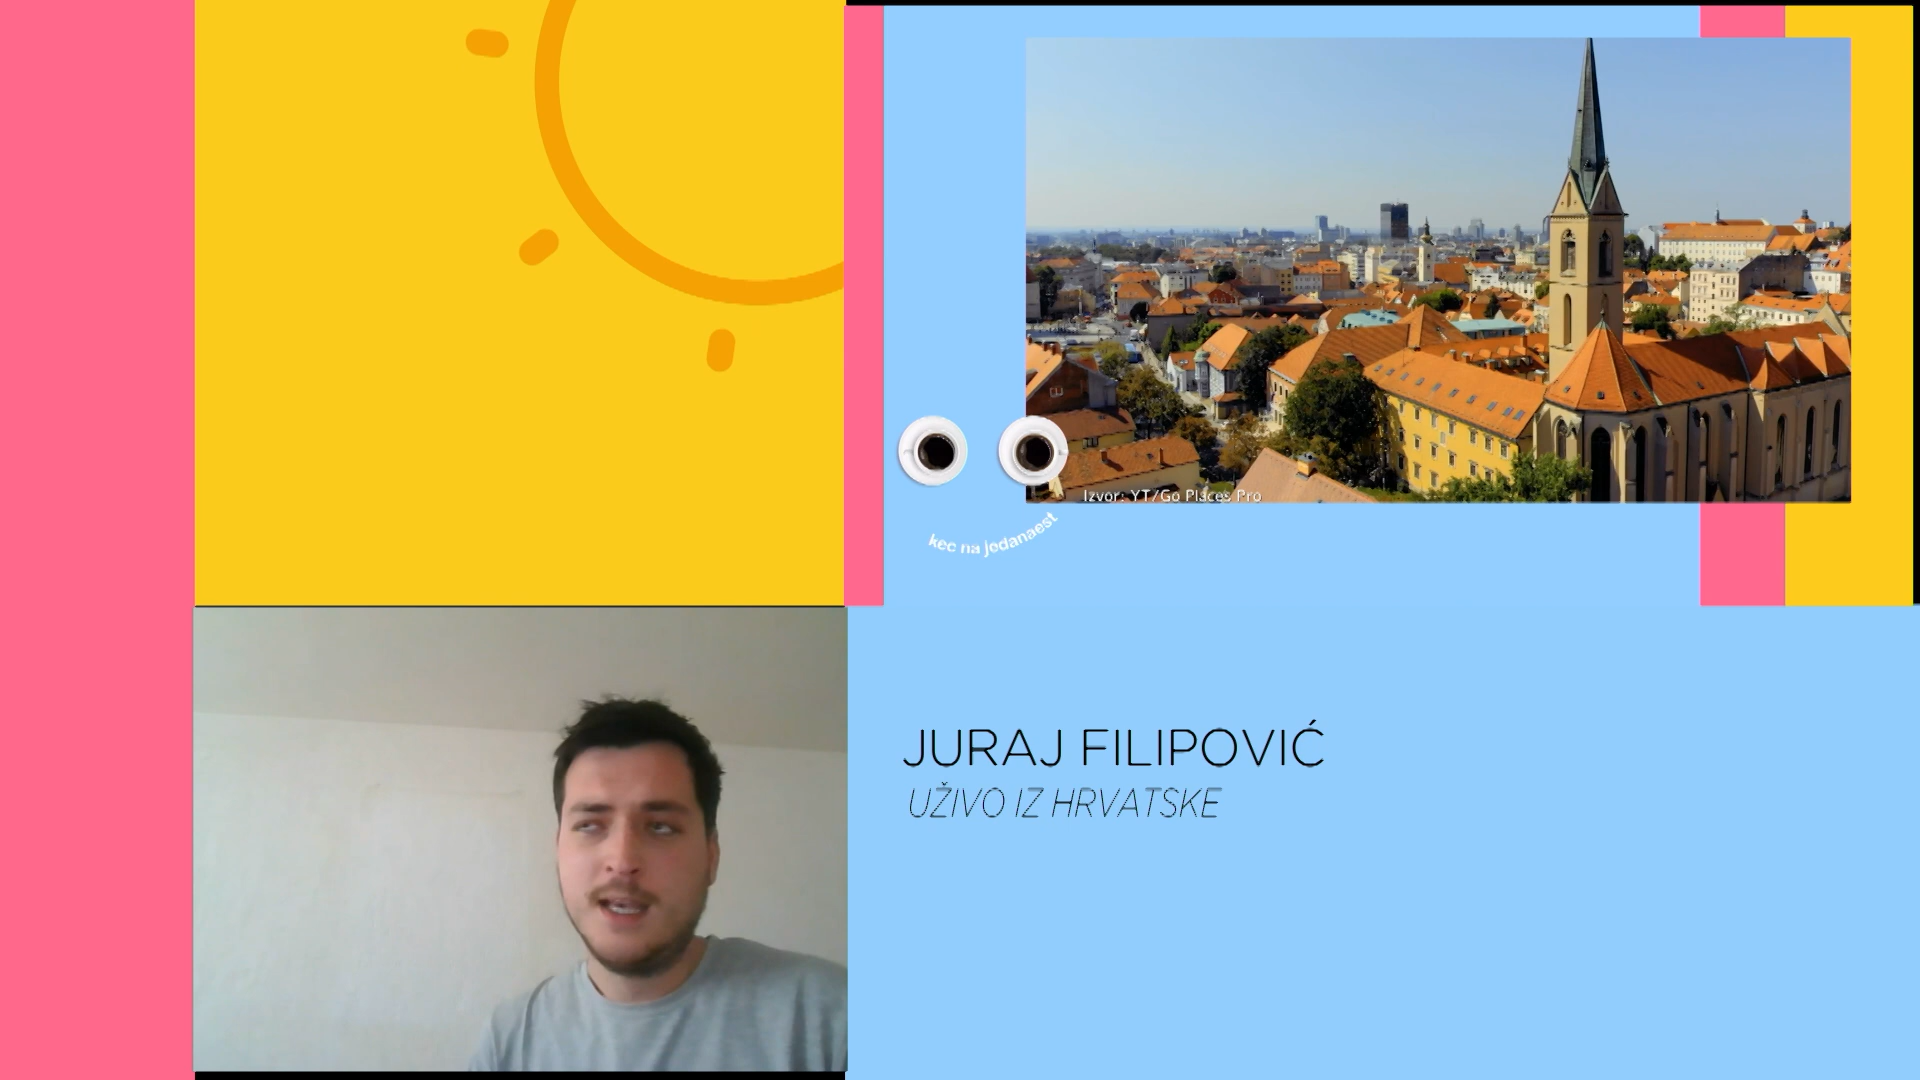 Izvor: YT/Go Places Pro
kec na jedanaest
JURAJ FILIPOVIĆ
UŽIVO IZ HRVATSKE